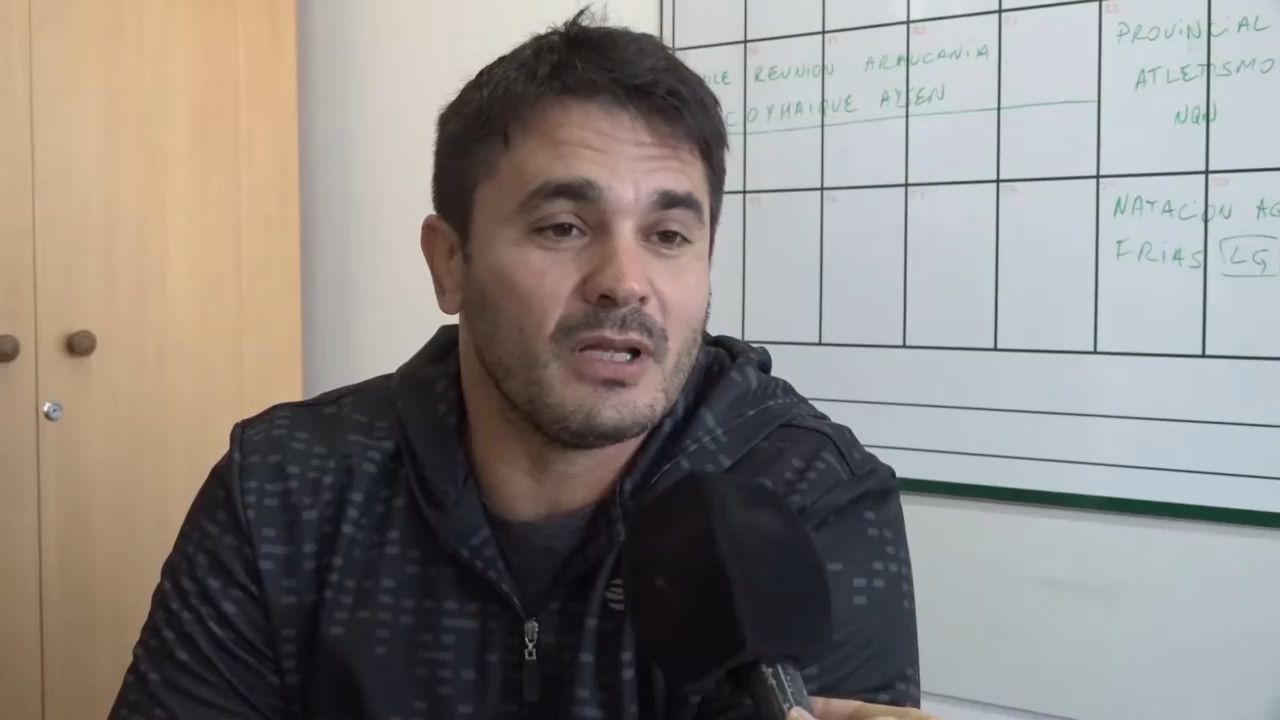 REUNION ARAUCANIA
COYHAIQUE AYSEN
PROVINCIAL
ATLETISMO
NQN
NATACION
FRIAS LG